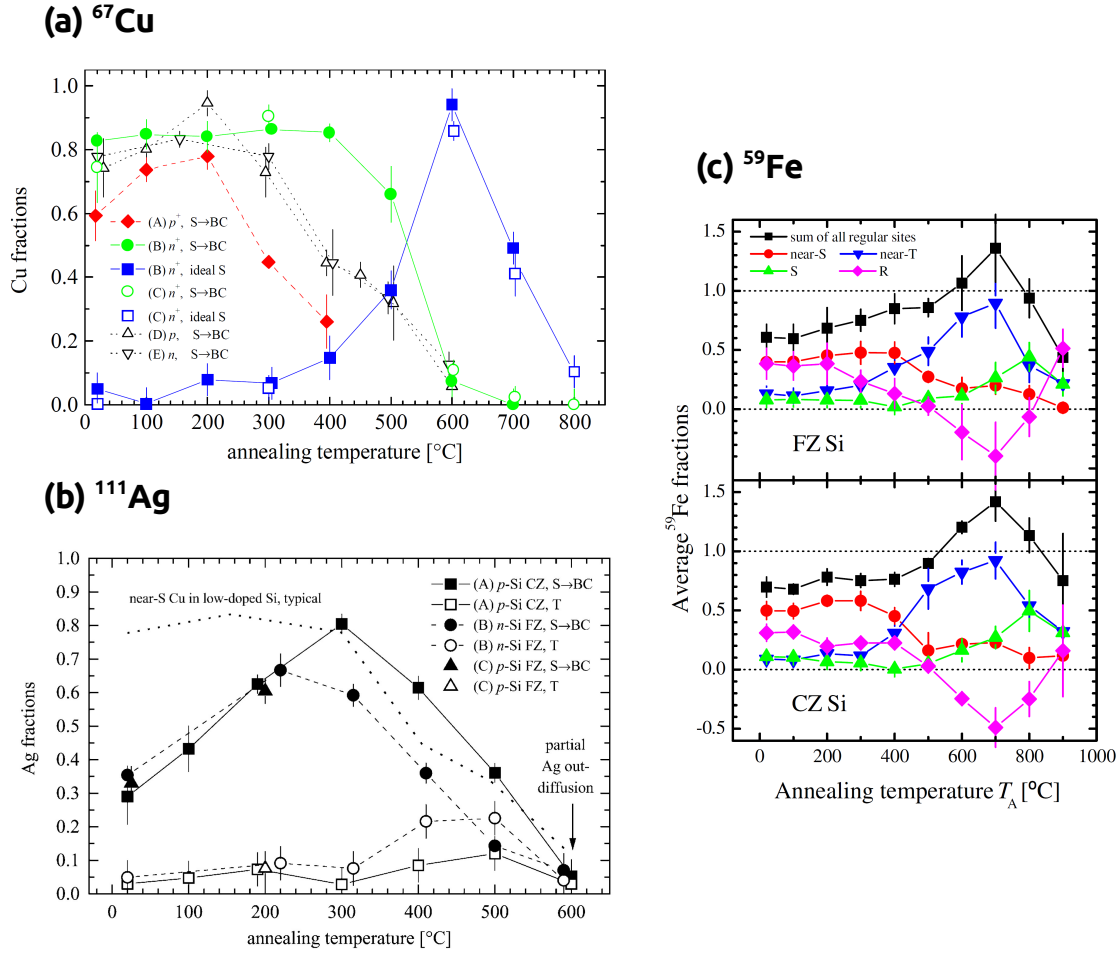 (a) ⁶⁷Cu
1.0
0.8
0.6
0.4
0.2
0.0
Cu fractions
(A) p⁺, S→BC
(B) n⁺, S→BC
(B) n⁺, ideal S
(C) n⁺, S→BC
(C) n⁺, ideal S
(D) p, S→BC
(E) n, S→BC
0 100 200 300 400 500 600 700 800
annealing temperature [°C]
(b) ¹¹¹Ag
1.0
0.9
0.8
0.7
0.6
0.5
0.4
0.3
0.2
0.1
0.0
Ag fractions
near-S Cu in low-doped Si, typical
(A) p-Si CZ, S→BC
(A) p-Si CZ, T
(B) n-Si FZ, S→BC
(B) n-Si FZ, T
(C) p-Si FZ, S→BC
(C) p-Si FZ, T
partial
Ag out-
diffusion
0 100 200 300 400 500 600
annealing temperature [°C]
(c) ⁵⁹Fe
sum of all regular sites
near-S near-T
S R
1.5
1.0
0.5
0.0
FZ Si
1.5
1.0
0.5
0.0
-0.5
CZ Si
Average ⁵⁹Fe fractions
0 200 400 600 800 1000
Annealing temperature T_A [°C]